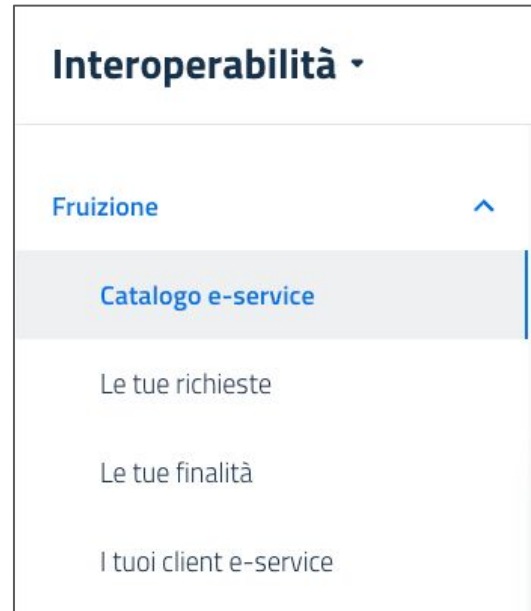 Interoperabilità
Fruizione
Catalogo e-service
Le tue richieste
Le tue finalità
I tuoi client e-service